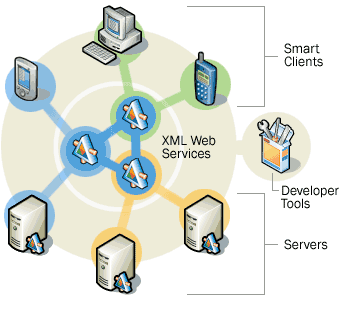 Smart
Clients
XML Web
Services
Developer
Tools
Servers